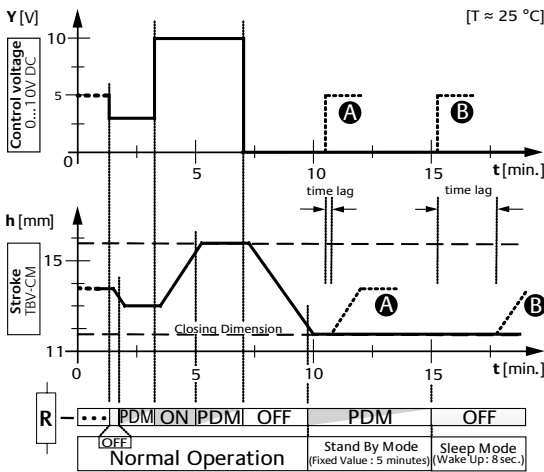 Y [V]
[T ≈ 25 °C]
Control voltage
0...10V DC
10
5
0
A
B
0
5
10
15
t [min.]
time lag
time lag
h [mm]
Stroke
TBV-CM
15
11
Closing Dimension
A
B
0
5
10
15
t [min.]
R
PDM
ON
PDM
OFF
PDM
OFF
OFF
Normal Operation
Stand By Mode
(Fixed Value : 5 minutes)
Sleep Mode
(Wake Up : 8 sec.)